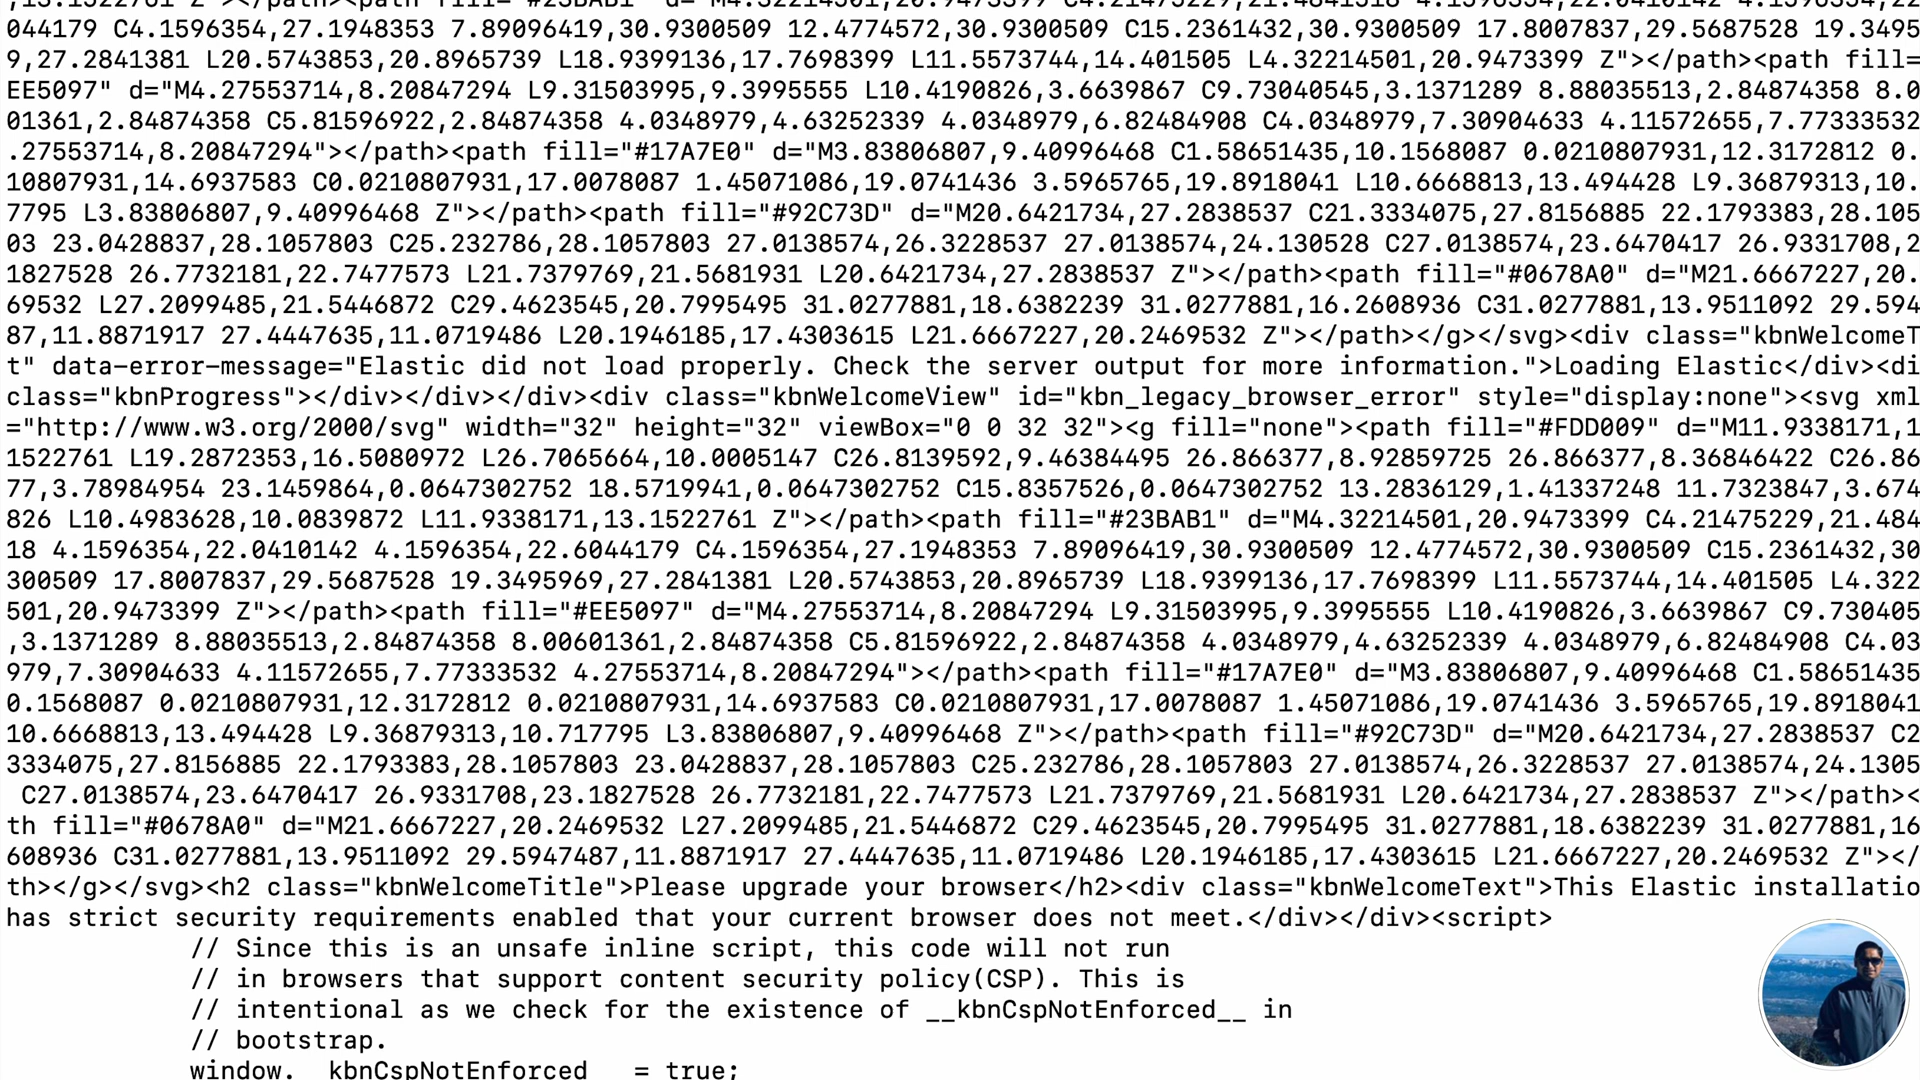 ,13.1522761 Z"></path><path fill="#23BAB1" d="M4.32214501,20.9473399 C4.21475229,21.4841518 4.1596354,22.0410142 4.1596354,22
044179 C4.1596354,27.1948353 7.89096419,30.9300509 12.4774572,30.9300509 C15.2361432,30.9300509 17.8007837,29.5687528 19.3495
9,27.2841381 L20.5743853,20.8965739 L18.9399136,17.7698399 L11.5573744,14.401505 L4.32214501,20.9473399 Z"></path><path fill=
EE5097" d="M4.27553714,8.20847294 L9.31503995,9.3995555 L10.4190826,3.6639867 C9.73040545,3.1371289 8.88035513,2.84874358 8.0
01361,2.84874358 C5.81596922,2.84874358 4.0348979,4.63252339 4.0348979,6.82484908 C4.0348979,7.30904633 4.11572655,7.77333532
.27553714,8.20847294"></path><path fill="#17A7E0" d="M3.83806807,9.40996468 C1.58651435,10.1568087 0.0210807931,12.3172812 0.
10807931,14.6937583 C0.0210807931,17.0078087 1.45071086,19.0741436 3.5965765,19.8918041 L10.6668813,13.494428 L9.36879313,10.
7795 L3.83806807,9.40996468 Z"></path><path fill="#92C73D" d="M20.6421734,27.2838537 C21.3334075,27.8156885 22.1793383,28.105
03 23.0428837,28.1057803 C25.232786,28.1057803 27.0138574,26.3228537 27.0138574,24.130528 C27.0138574,23.6470417 26.9331708,2
1827528 26.7732181,22.7477573 L21.7379769,21.5681931 L20.6421734,27.2838537 Z"></path><path fill="#0678A0" d="M21.6667227,20.
69532 L27.2099485,21.5446872 C29.4623545,20.7995495 31.0277881,18.6382239 31.0277881,16.2608936 C31.0277881,13.9511092 29.594
87,11.8871917 27.4447635,11.0719486 L20.1946185,17.4303615 L21.6667227,20.2469532 Z"></path></g></svg><div class="kbnWelcomeT
t" data-error-message="Elastic did not load properly. Check the server output for more information.">Loading Elastic</div><di
class="kbnProgress"></div></div></div><div class="kbnWelcomeView" id="kbn_legacy_browser_error" style="display:none"><svg xml
="http://www.w3.org/2000/svg" width="32" height="32" viewBox="0 0 32 32"><g fill="none"><path fill="#FDD009" d="M11.9338171,1
1522761 L19.2872353,16.5080972 L26.7065664,10.0005147 C26.8139592,9.46384495 26.866377,8.92859725 26.866377,8.36846422 C26.86
77,3.78984954 23.1459864,0.0647302752 18.5719941,0.0647302752 C15.8357526,0.0647302752 13.2836129,1.41337248 11.7323847,3.674
826 L10.4983628,10.0839872 L11.9338171,13.1522761 Z"></path><path fill="#23BAB1" d="M4.32214501,20.9473399 C4.21475229,21.484
18 4.1596354,22.0410142 4.1596354,22.6044179 C4.1596354,27.1948353 7.89096419,30.9300509 12.4774572,30.9300509 C15.2361432,30
300509 17.8007837,29.5687528 19.3495969,27.2841381 L20.5743853,20.8965739 L18.9399136,17.7698399 L11.5573744,14.401505 L4.322
501,20.9473399 Z"></path><path fill="#EE5097" d="M4.27553714,8.20847294 L9.31503995,9.3995555 L10.4190826,3.6639867 C9.730405
,3.1371289 8.88035513,2.84874358 8.00601361,2.84874358 C5.81596922,2.84874358 4.0348979,4.63252339 4.0348979,6.82484908 C4.03
979,7.30904633 4.11572655,7.77333532 4.27553714,8.20847294"></path><path fill="#17A7E0" d="M3.83806807,9.40996468 C1.58651435
0.1568087 0.0210807931,12.3172812 0.0210807931,14.6937583 C0.0210807931,17.0078087 1.45071086,19.0741436 3.5965765,19.8918041
10.6668813,13.494428 L9.36879313,10.717795 L3.83806807,9.40996468 Z"></path><path fill="#92C73D" d="M20.6421734,27.2838537 C2
3334075,27.8156885 22.1793383,28.1057803 23.0428837,28.1057803 C25.232786,28.1057803 27.0138574,26.3228537 27.0138574,24.1305
C27.0138574,23.6470417 26.9331708,23.1827528 26.7732181,22.7477573 L21.7379769,21.5681931 L20.6421734,27.2838537 Z"></path><
th fill="#0678A0" d="M21.6667227,20.2469532 L27.2099485,21.5446872 C29.4623545,20.7995495 31.0277881,18.6382239 31.0277881,16
608936 C31.0277881,13.9511092 29.5947487,11.8871917 27.4447635,11.0719486 L20.1946185,17.4303615 L21.6667227,20.2469532 Z"></
th></g></svg><h2 class="kbnWelcomeTitle">Please upgrade your browser</h2><div class="kbnWelcomeText">This Elastic installatio
has strict security requirements enabled that your current browser does not meet.</div></div><script>
// Since this is an unsafe inline script, this code will not run
// in browsers that support content security policy(CSP). This is
// intentional as we check for the existence of __kbnCspNotEnforced__ in
// bootstrap.
window.__kbnCspNotEnforced__ = true;